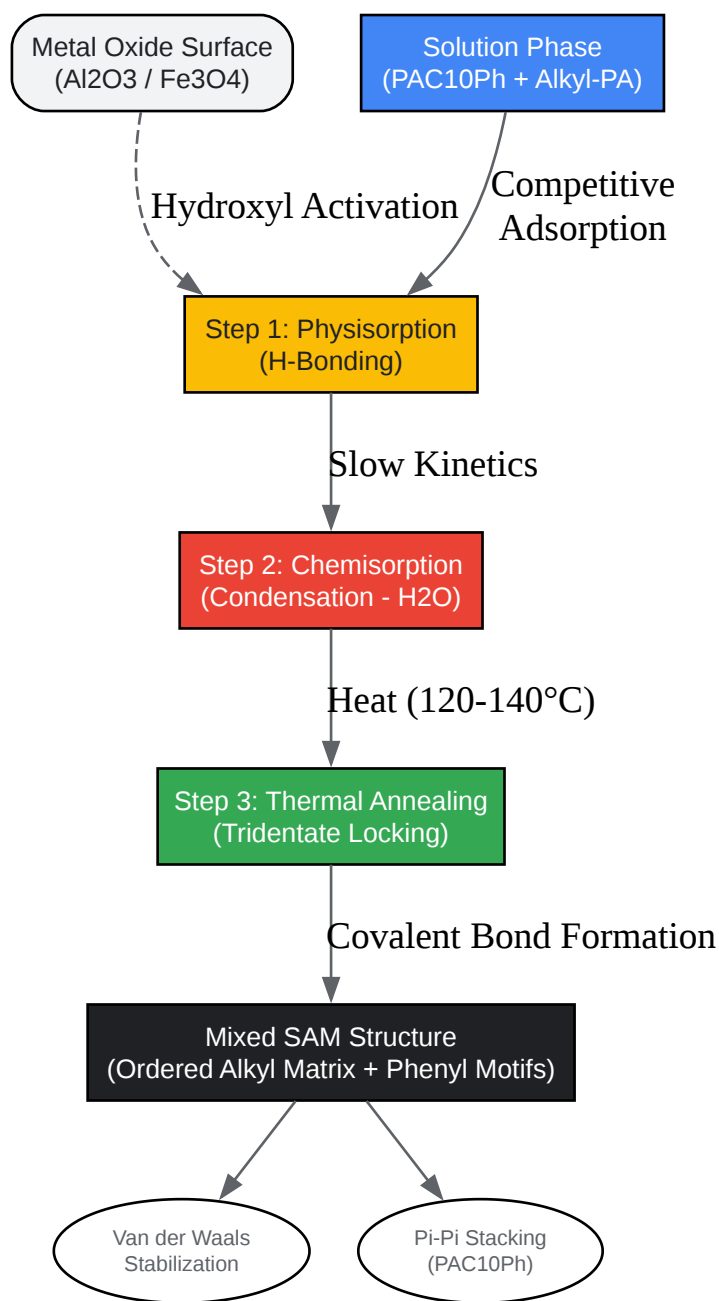 Metal Oxide Surface
(Al2O3 / Fe3O4)
Solution Phase
(PAC10Ph + Alkyl-PA)
Hydroxyl Activation
Competitive
Adsorption
Step 1: Physisorption
(H-Bonding)
Slow Kinetics
Step 2: Chemisorption
(Condensation - H2O)
Heat (120-140°C)
Step 3: Thermal Annealing
(Tridentate Locking)
Covalent Bond Formation
Mixed SAM Structure
(Ordered Alkyl Matrix + Phenyl Motifs)
Van der Waals
Stabilization
Pi-Pi Stacking
(PAC10Ph)